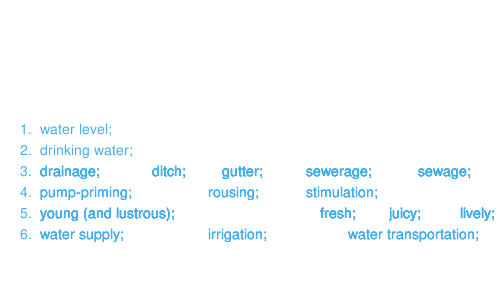 1. water level;
2. drinking water;
3. drainage; ditch; gutter; sewerage; sewage;
4. pump-priming; rousing; stimulation;
5. young (and lustrous); fresh; juicy; lively;
6. water supply; irrigation; water transportation;